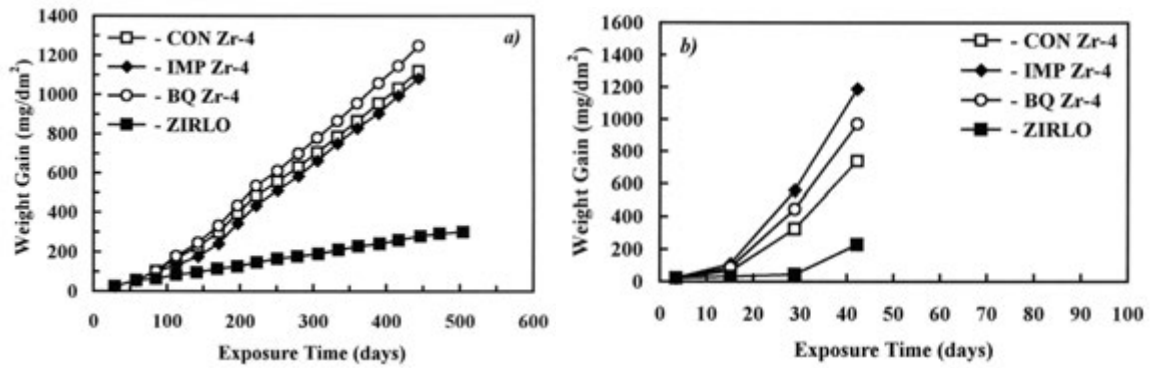 a)
- CON Zr-4
- IMP Zr-4
- BQ Zr-4
- ZIRLO
Weight Gain (mg/dm²)
1400
1200
1000
800
600
400
200
0
0 100 200 300 400 500 600
Exposure Time (days)
b)
- CON Zr-4
- IMP Zr-4
- BQ Zr-4
- ZIRLO
Weight Gain (mg/dm²)
1600
1400
1200
1000
800
600
400
200
0
0 10 20 30 40 50 60 70 80 90 100
Exposure Time (days)